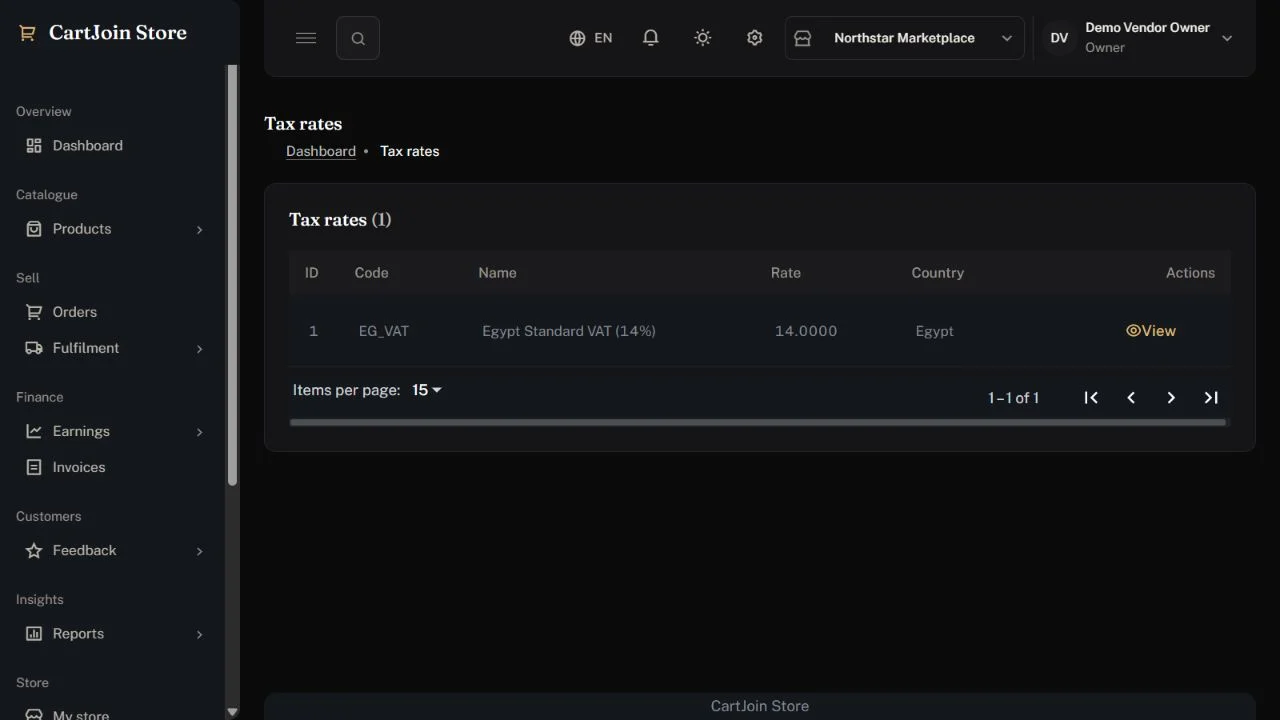 CartJoin Store
EN
Northstar Marketplace
DV
Demo Vendor Owner
Owner
Overview
Dashboard
Catalogue
Products
Sell
Orders
Fulfilment
Finance
Earnings
Invoices
Customers
Feedback
Insights
Reports
Store
My store
Tax rates
Dashboard • Tax rates
Tax rates (1)
ID Code Name Rate Country Actions
1 EG_VAT Egypt Standard VAT (14%) 14.0000 Egypt View
Items per page: 15
1–1 of 1
CartJoin Store